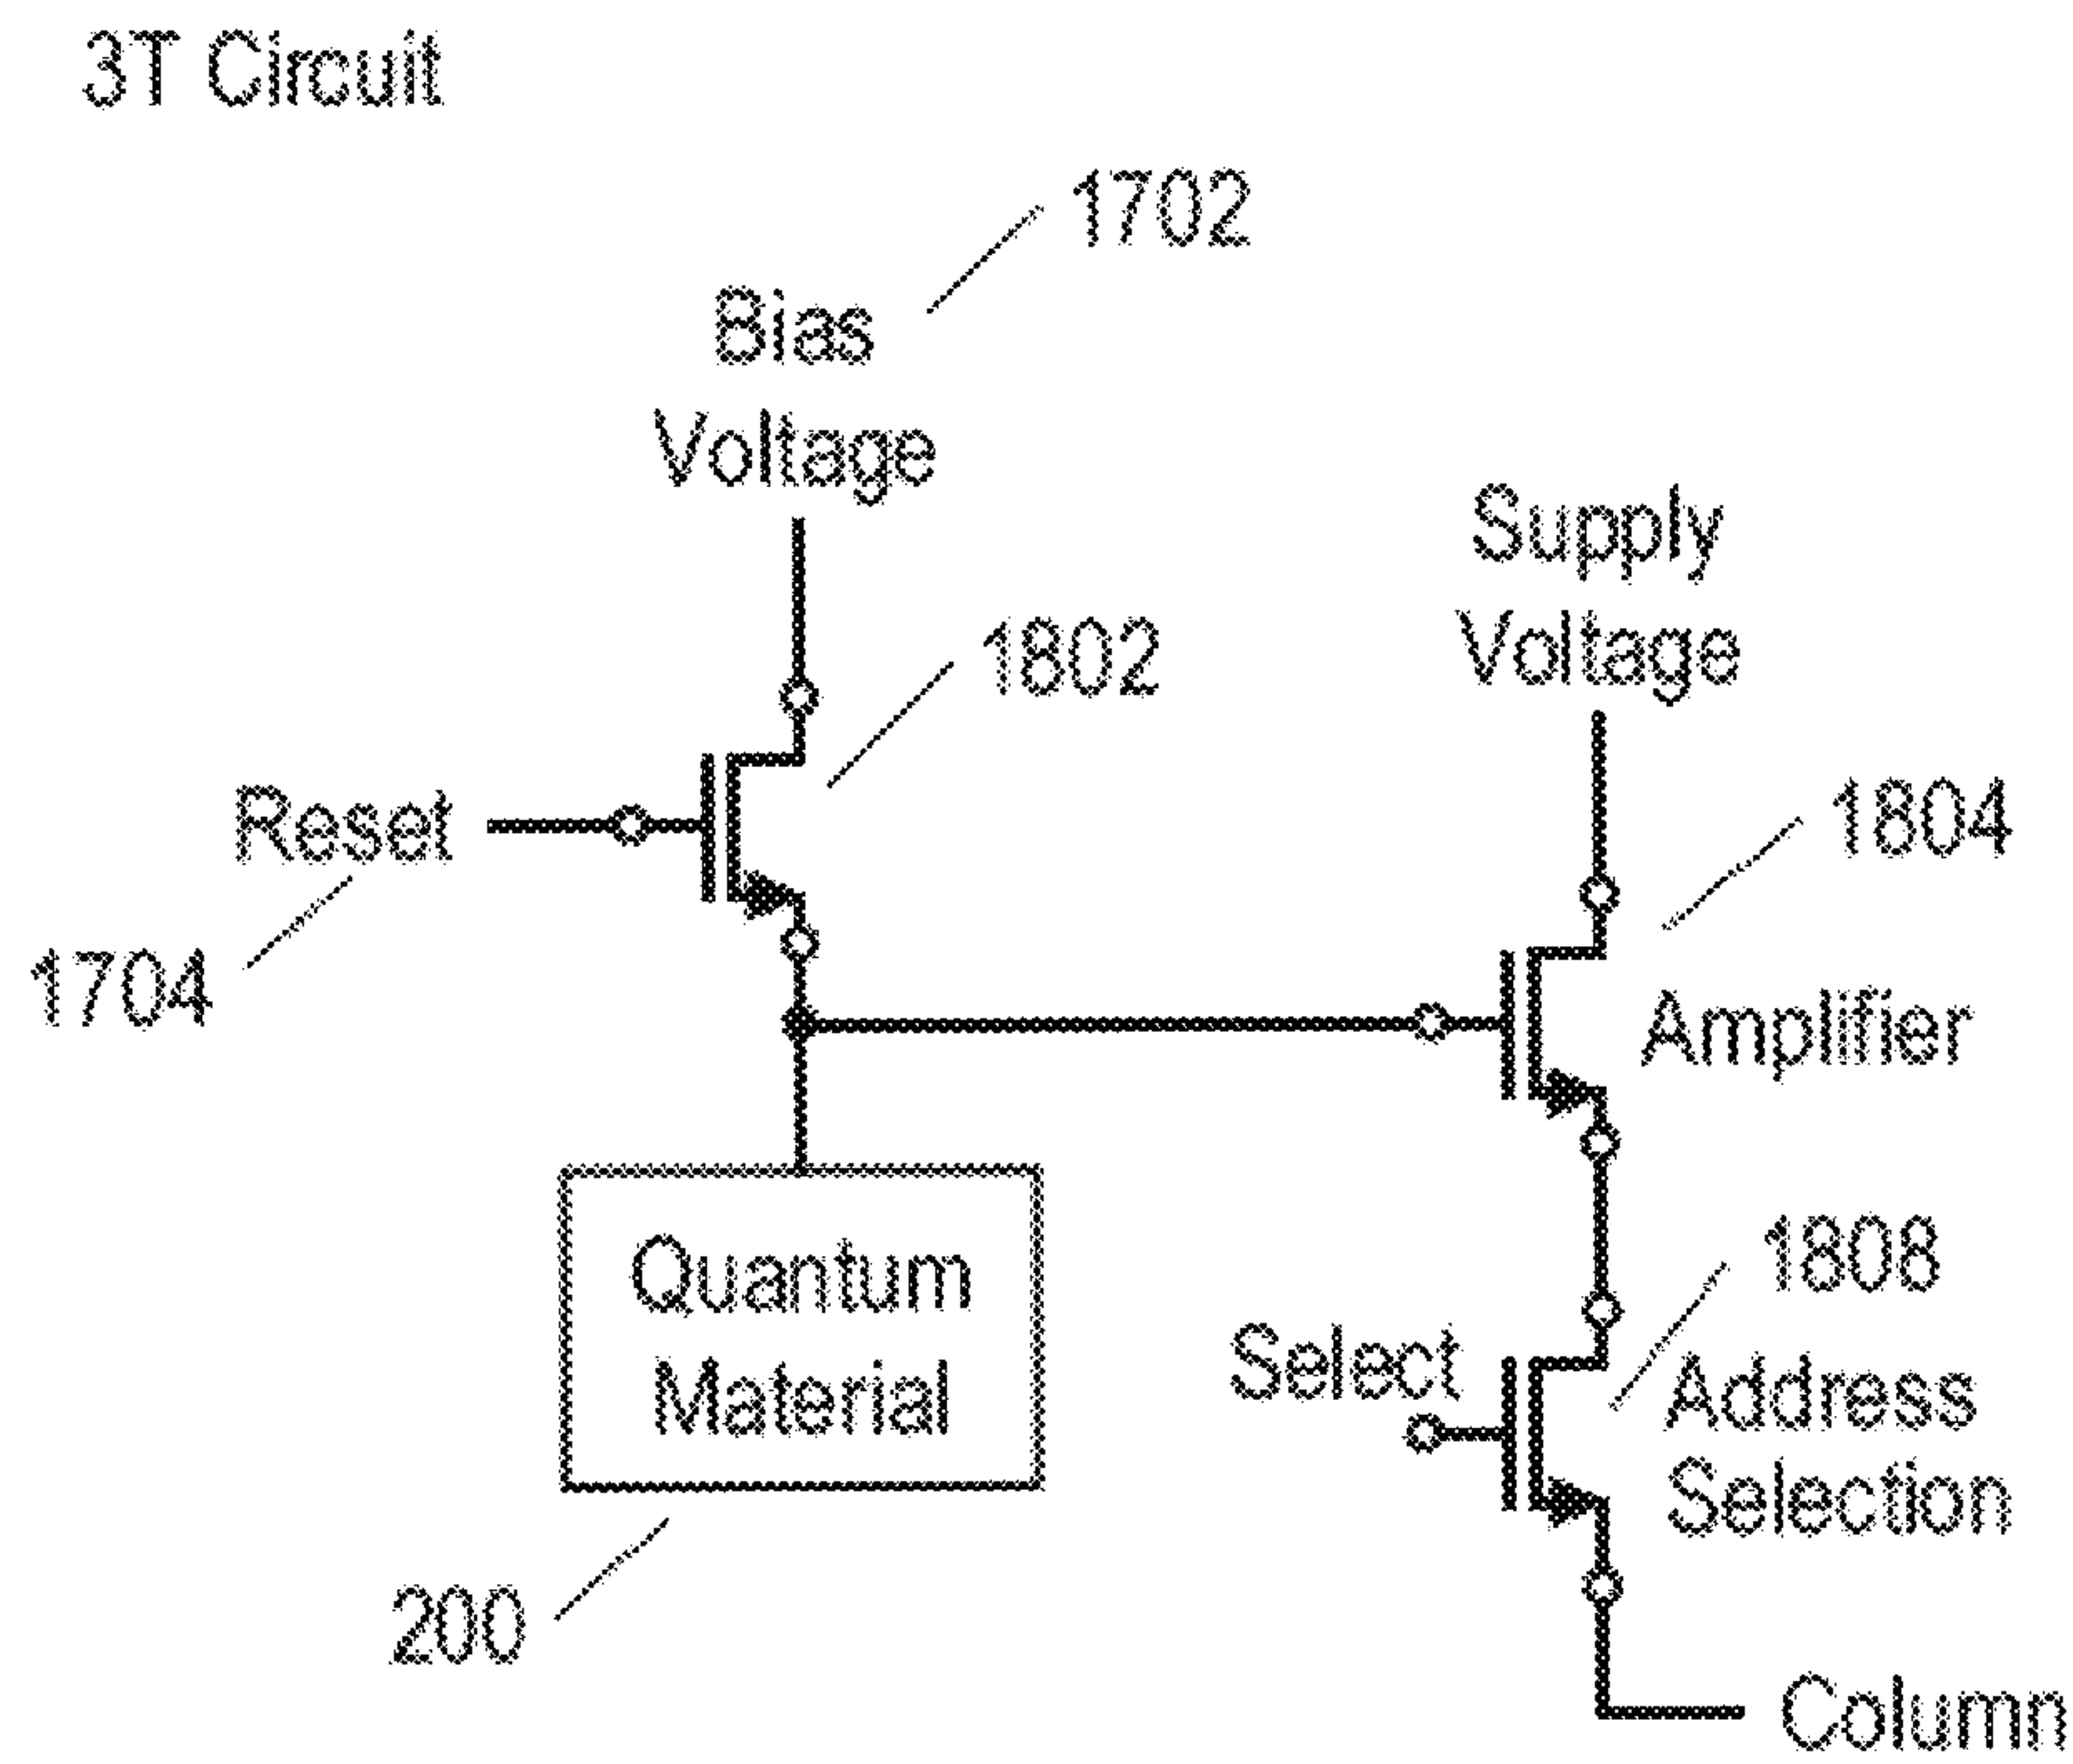 3T Circuit
1702
Bias
Voltage
Supply
Voltage
1802
1804
Reset
1704
Amplifier
Quantum
Material
1808
Select
Address
Selection
200
Column